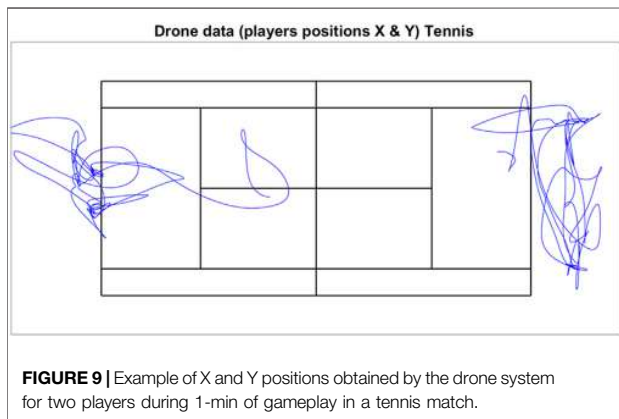 Drone data (players positions X & Y) Tennis
FIGURE 9 | Example of X and Y positions obtained by the drone system
for two players during 1-min of gameplay in a tennis match.